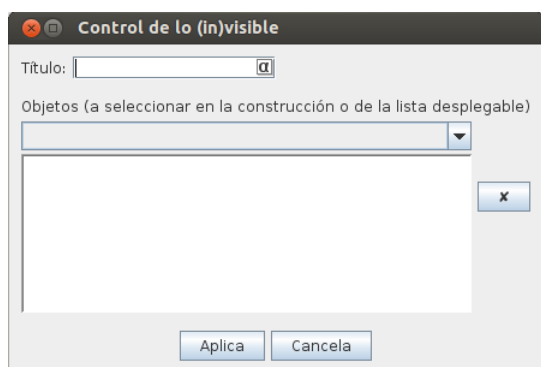 Control de lo (in)visible
Título: α
Objetos (a seleccionar en la construcción o de la lista desplegable)
✘
Aplica Cancela